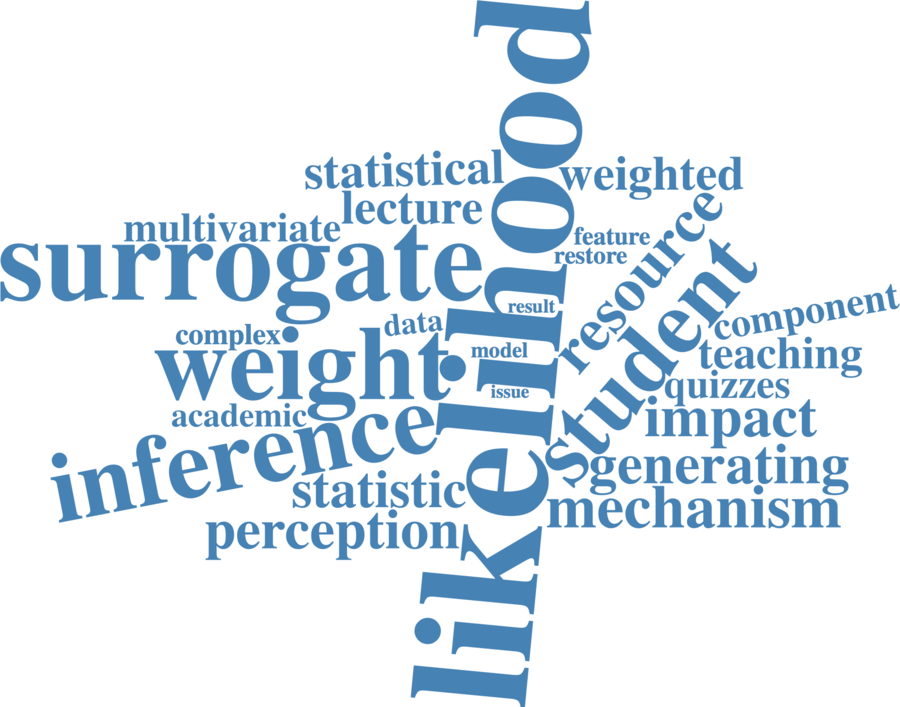 likelihood
statistical
weighted
lecture
resource
multivariate
surrogate
feature
restore
student
result
component
data
complex
weight
model
teaching
issue
quizzes
academic
impact
inference
generating
statistic
mechanism
perception